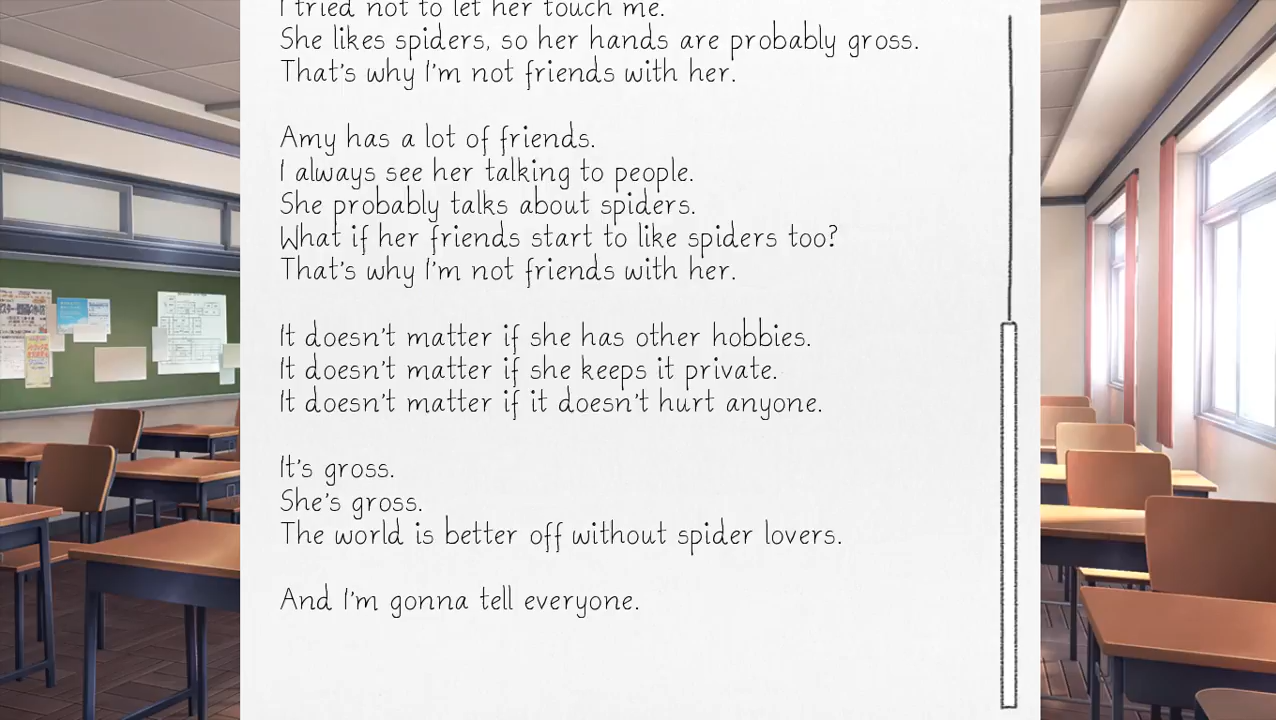 I tried not to let her touch me.
She likes spiders, so her hands are probably gross.
That's why I'm not friends with her.
Amy has a lot of friends.
I always see her talking to people.
She probably talks about spiders.
What if her friends start to like spiders too?
That's why I'm not friends with her.
It doesn't matter if she has other hobbies.
It doesn't matter if she keeps it private.
It doesn't matter if it doesn't hurt anyone.
It's gross.
She's gross.
The world is better off without spider lovers.
And I'm gonna tell everyone.